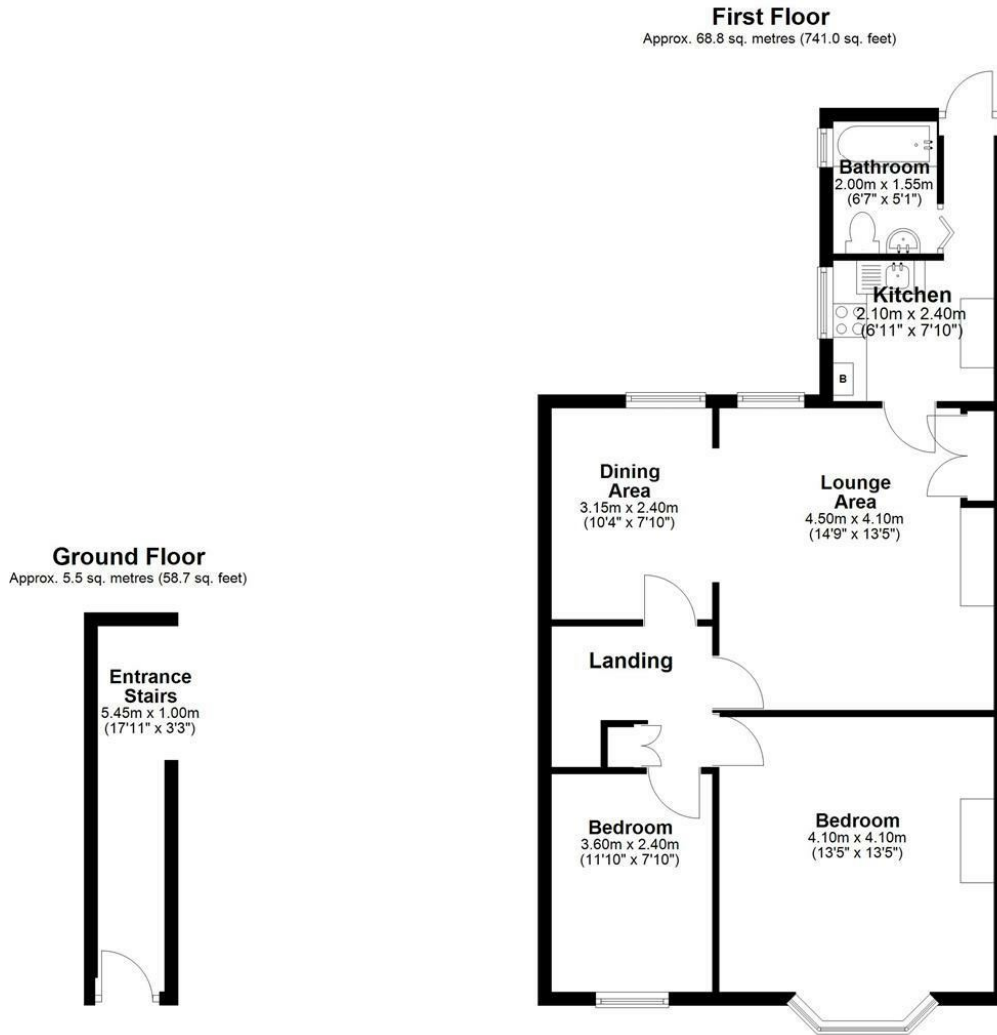 First Floor
Approx. 68.8 sq. metres (741.0 sq. feet)
Bathroom
2.00m x 1.55m
(6'7" x 5'1")
Kitchen
2.10m x 2.40m
(6'11" x 7'10")
B
Dining
Area
3.15m x 2.40m
(10'4" x 7'10")
Lounge
Area
4.50m x 4.10m
(14'9" x 13'5")
Ground Floor
Approx. 5.5 sq. metres (58.7 sq. feet)
Entrance
Stairs
5.45m x 1.00m
(17'11" x 3'3")
Landing
Bedroom
3.60m x 2.40m
(11'10" x 7'10")
Bedroom
4.10m x 4.10m
(13'5" x 13'5")